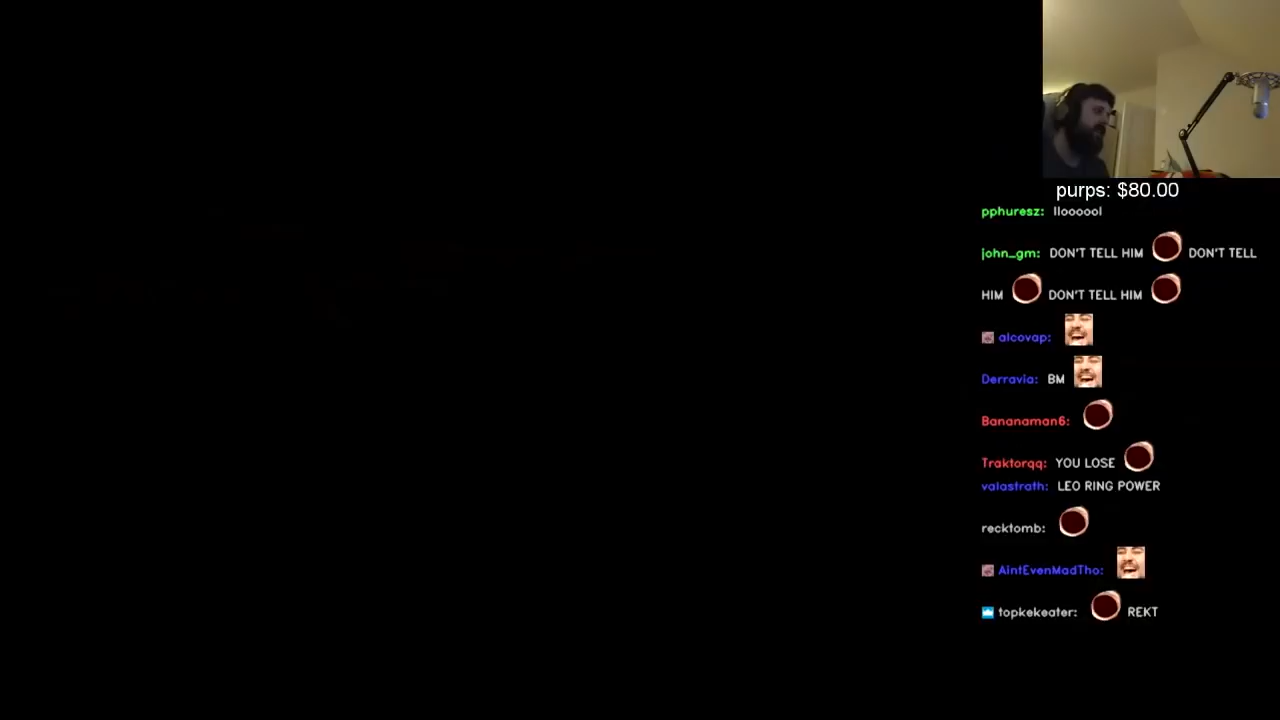 purps: $80.00
pphuresz: lloooool
john_gm: DON'T TELL HIM DON'T TELL
HIM DON'T TELL HIM
alcovap:
Derravia: BM
Bananaman6:
Traktorqq: YOU LOSE
valastrath: LEO RING POWER
recktomb:
AintEvenMadTho:
topkekeater: REKT